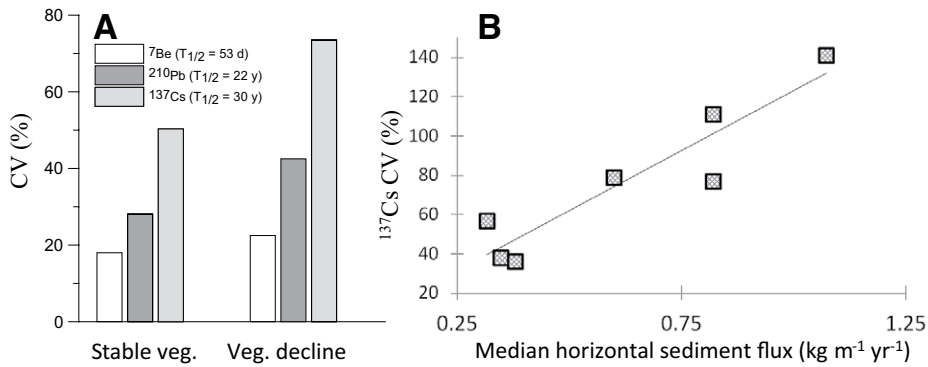 A
80
60
40
20
0
CV (%)
⁷Be (T1/2 = 53 d)
²¹⁰Pb (T1/2 = 22 y)
¹³⁷Cs (T1/2 = 30 y)
Stable veg.
Veg. decline
B
140
120
100
80
60
40
20
¹³⁷Cs CV (%)
0.25
0.75
1.25
Median horizontal sediment flux (kg m⁻¹ yr⁻¹)